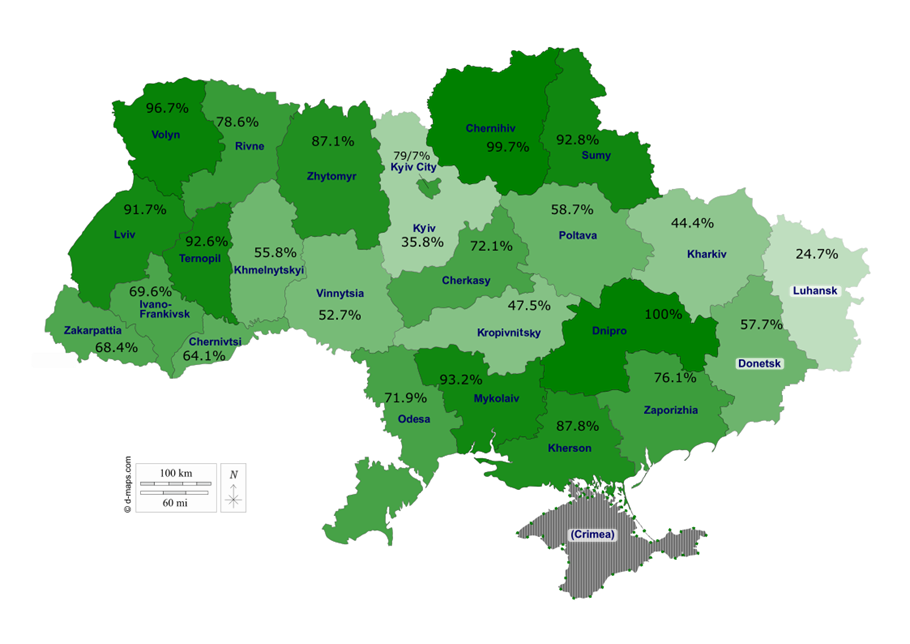 96.7%
Volyn
78.6%
Rivne
87.1%
Zhytomyr
79/7%
Kyiv City
Chernihiv
99.7%
92.8%
Sumy
91.7%
Lviv
92.6%
Ternopil
55.8%
Khmelnytskyi
Kyiv
35.8%
72.1%
Cherkasy
58.7%
Poltava
44.4%
Kharkiv
24.7%
Luhansk
69.6%
Ivano-
Frankivsk
Zakarpattia
68.4%
Chernivtsi
64.1%
Vinnytsia
52.7%
47.5%
Kropivnitsky
100%
Dnipro
57.7%
Donetsk
71.9%
Odesa
93.2%
Mykolaiv
76.1%
Zaporizhia
87.8%
Kherson
(Crimea)
© d-maps.com
100 km
60 mi
N